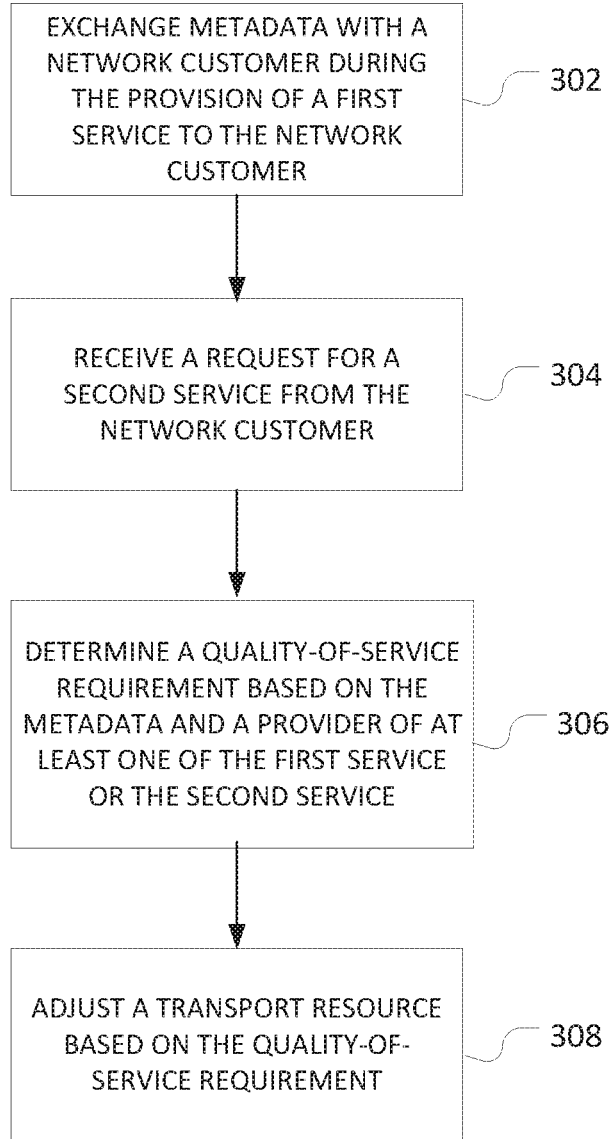 EXCHANGE METADATA WITH A
NETWORK CUSTOMER DURING
THE PROVISION OF A FIRST
SERVICE TO THE NETWORK
CUSTOMER
302
RECEIVE A REQUEST FOR A
SECOND SERVICE FROM THE
NETWORK CUSTOMER
304
DETERMINE A QUALITY-OF-SERVICE
REQUIREMENT BASED ON THE
METADATA AND A PROVIDER OF AT
LEAST ONE OF THE FIRST SERVICE
OR THE SECOND SERVICE
306
ADJUST A TRANSPORT RESOURCE
BASED ON THE QUALITY-OF-
SERVICE REQUIREMENT
308